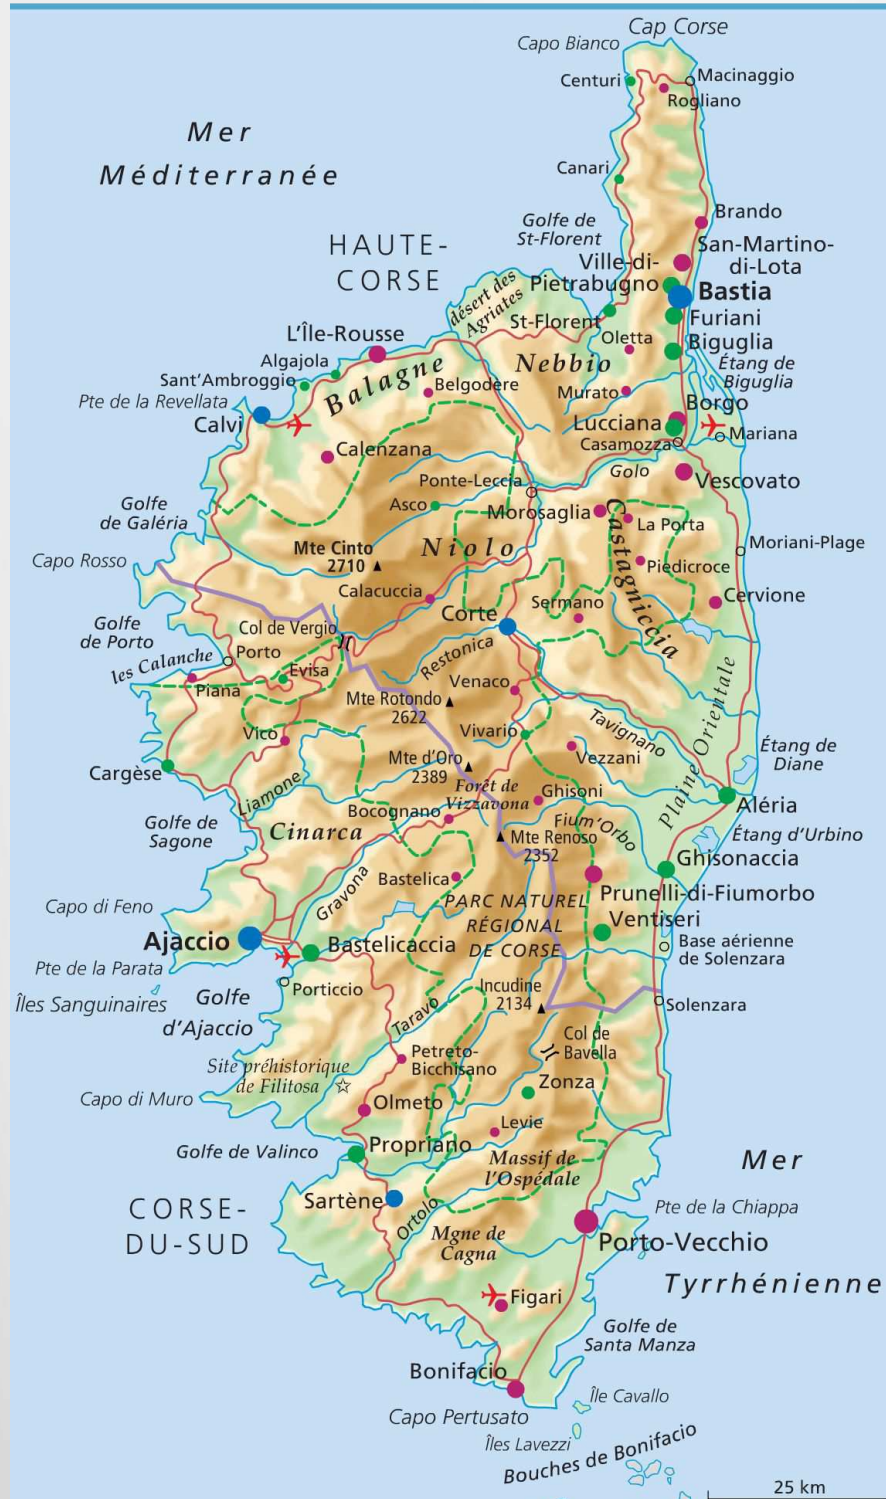 Cap Corse
Capo Bianco
Centuri
Macinaggio
Rogliano
Mer
Méditerranée
Canari
Golfe de
St-Florent
Brando
HAUTE-
CORSE
San-Martino-
di-Lota
Ville-di-
Pietrabugno
Bastia
désert des
Agriates
St-Florent
Furiani
L'Île-Rousse
Oletta
Biguglia
Algajola
Nebbio
Étang de
Biguglia
Sant'Ambroggio
Balagne
Belgodère
Murato
Pte de la Revellata
Borgo
Calvi
Lucciana
Mariana
Casamozza
Calenzana
Golo
Ponte-Leccia
Vescovato
Golfe
de Galéria
Asco
Morosaglia
La Porta
Castagniccia
Mte Cinto
2710
Niolo
Moriani-Plage
Capo Rosso
Piedicroce
Calacuccia
Sermano
Cervione
Golfe
de Porto
Col de Vergio
Corte
les Calanche
Porto
Restonica
Evisa
Piana
Venaco
Mte Rotondo
2622
Plaine Orientale
Vico
Vivario
Tavignano
Vezzani
Étang de
Diane
Cargèse
Mte d'Oro
2389
Liamone
Forêt de
Vizzavona
Ghisoni
Aléria
Bocognano
Golfe de
Sagone
Cinarca
Fium'Orbo
Mte Renoso
2352
Étang d'Urbino
Ghisonaccia
Gravona
Bastelica
Prunelli-di-Fiumorbo
Capo di Feno
PARC NATUREL
RÉGIONAL
DE CORSE
Ventiseri
Ajaccio
Bastelicaccia
Base aérienne
de Solenzara
Pte de la Parata
Porticcio
Incudine
2134
Îles Sanguinaires
Golfe
d'Ajaccio
Solenzara
Taravo
Col de
Bavella
Petreto-
Bicchisano
Site préhistorique
de Filitosa
Zonza
Capo di Muro
Olmeto
Levie
Golfe de Valinco
Propriano
Massif de
l'Ospédale
Mer
CORSE-
DU-SUD
Sartène
Pte de la Chiappa
Ortolo
Mgne de
Cagna
Porto-Vecchio
Tyrrhénienne
Figari
Golfe de
Santa Manza
Bonifacio
Île Cavallo
Capo Pertusato
Îles Lavezzi
Bouches de Bonifacio
25 km